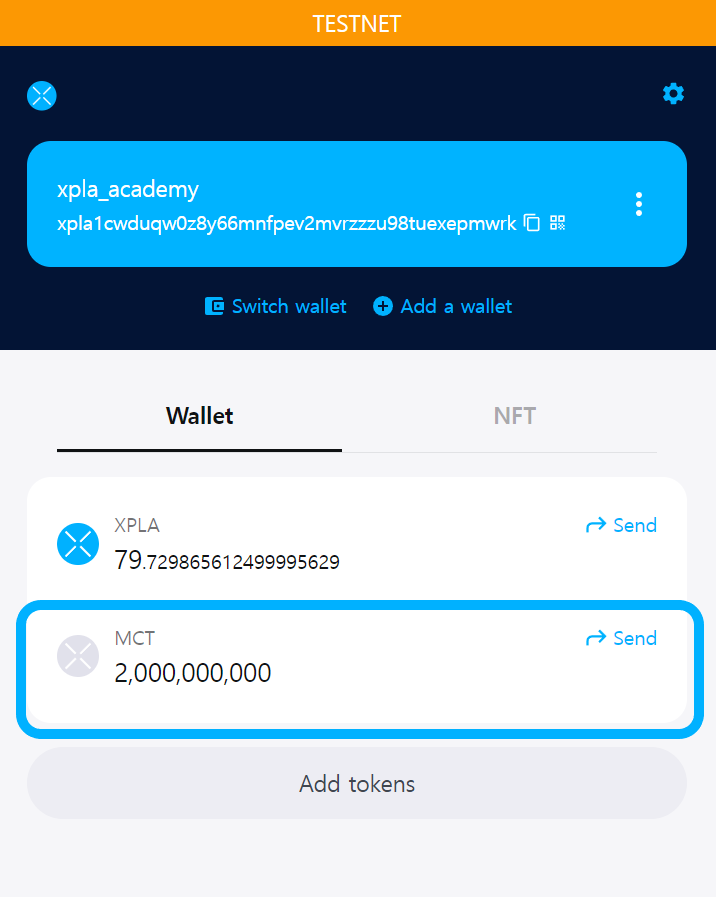 TESTNET
xpla_academy
xpla1cwduqw0z8y66mnfpev2mvrzzzu98tuexepmwrk
Switch wallet Add a wallet
Wallet NFT
XPLA Send
79.729865612499995629
MCT Send
2,000,000,000
Add tokens